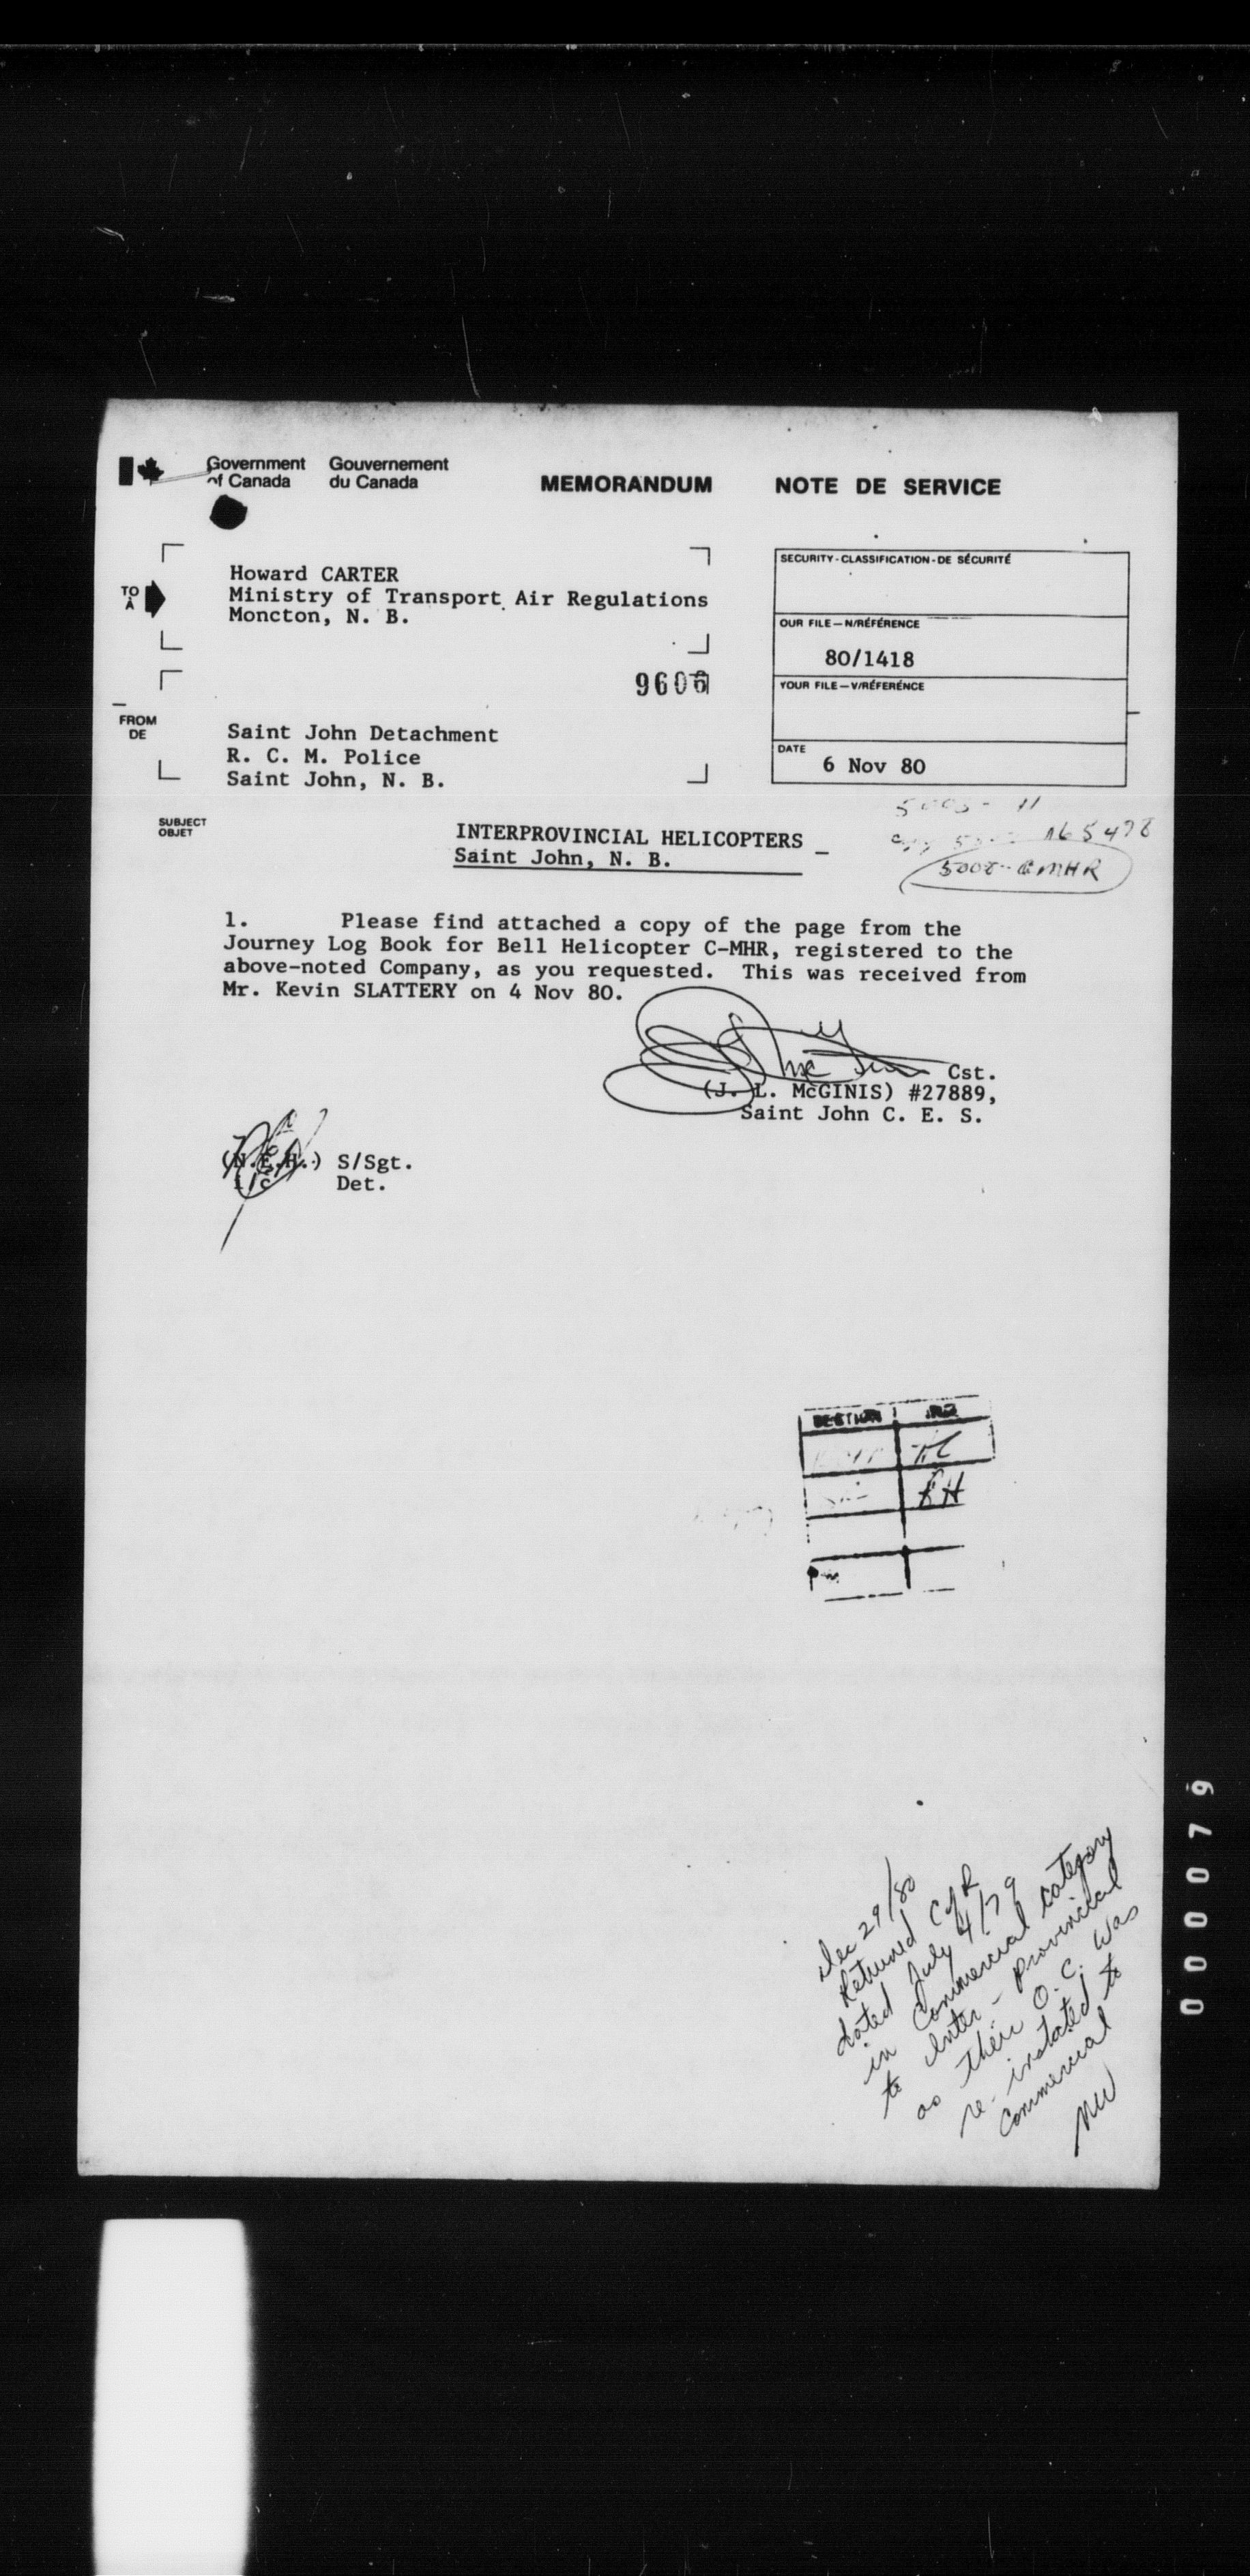 Government of Canada
Gouvernement du Canada
MEMORANDUM
NOTE DE SERVICE
TO
A
Howard CARTER
Ministry of Transport Air Regulations
Moncton, N. B.
SECURITY-CLASSIFICATION-DE SÉCURITÉ
OUR FILE—N/RÉFÉRENCE
80/1418
YOUR FILE—V/RÉFÉRENCE
DATE
6 Nov 80
9606
FROM
DE
Saint John Detachment
R. C. M. Police
Saint John, N. B.
5008-CMHR
SUBJECT
OBJET
INTERPROVINCIAL HELICOPTERS
Saint John, N. B.
1. Please find attached a copy of the page from the
Journey Log Book for Bell Helicopter C-MHR, registered to the
above-noted Company, as you requested. This was received from
Mr. Kevin SLATTERY on 4 Nov 80.
Cst.
(J. L. McGINIS) #27889,
Saint John C. E. S.
(N.E.H.) S/Sgt.
i/c Det.
SECTION
RH
Dec 29/80
Returned C of R
dated July 4/79
in Commercial category
to Inter-provincial
as their O.C. was
re-instated to
Commercial
MW
000079